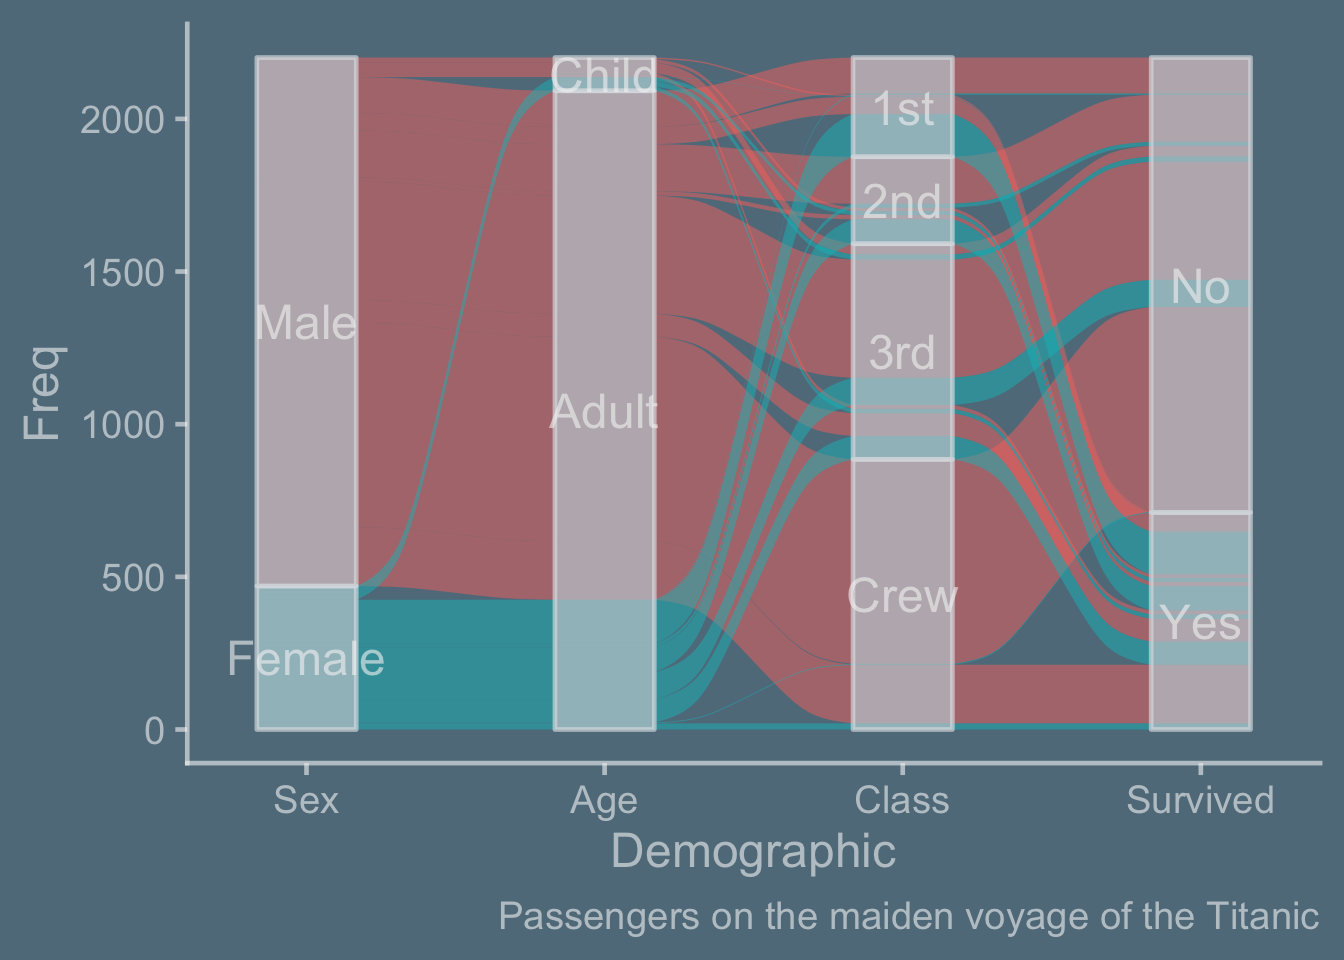 2000
1500
1000
500
0
Freq
Male
Female
Child
Adult
1st
2nd
3rd
Crew
No
Yes
Sex
Age
Class
Survived
Demographic
Passengers on the maiden voyage of the Titanic